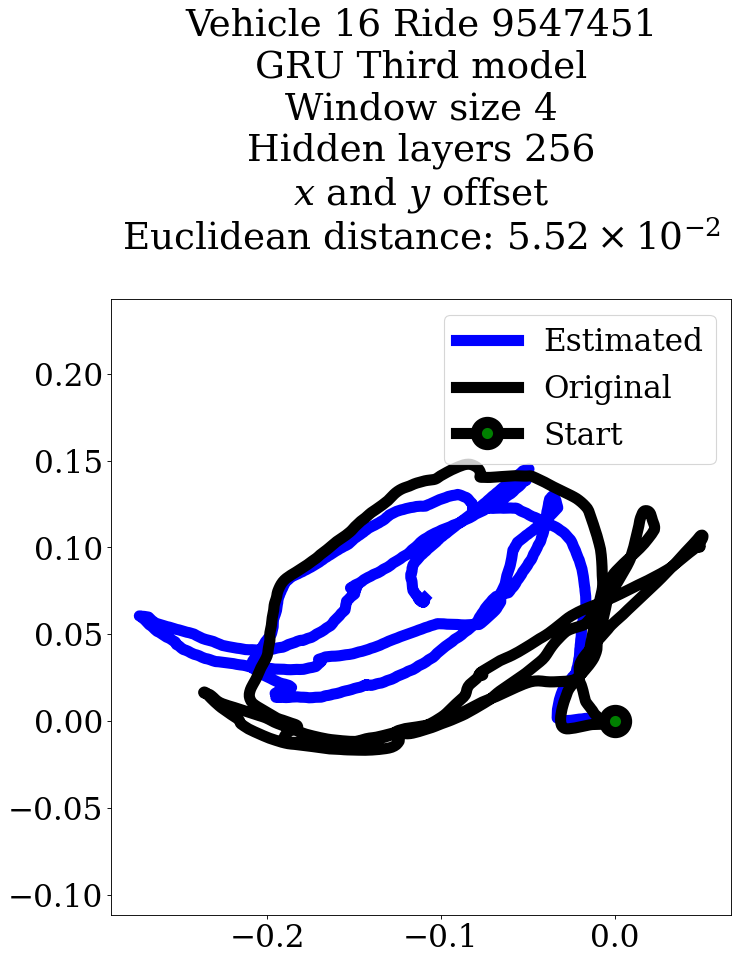 Vehicle 16 Ride 9547451
GRU Third model
Window size 4
Hidden layers 256
x and y offset
Euclidean distance: 5.52 × 10⁻²
Estimated
Original
Start
0.20
0.15
0.10
0.05
0.00
−0.05
−0.10
−0.2
−0.1
0.0